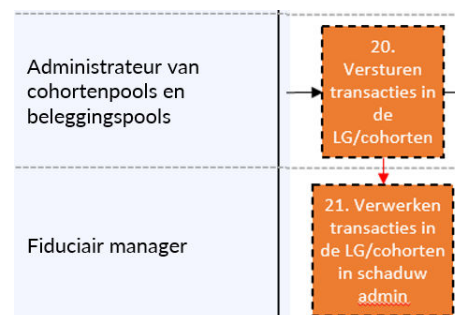 Administrateur van
cohortenpools en
beleggingspools
20.
Versturen
transacties in
de
LG/cohorten
Fiduciair manager
21. Verwerken
transacties in
de LG/cohorten
in schaduw
admin